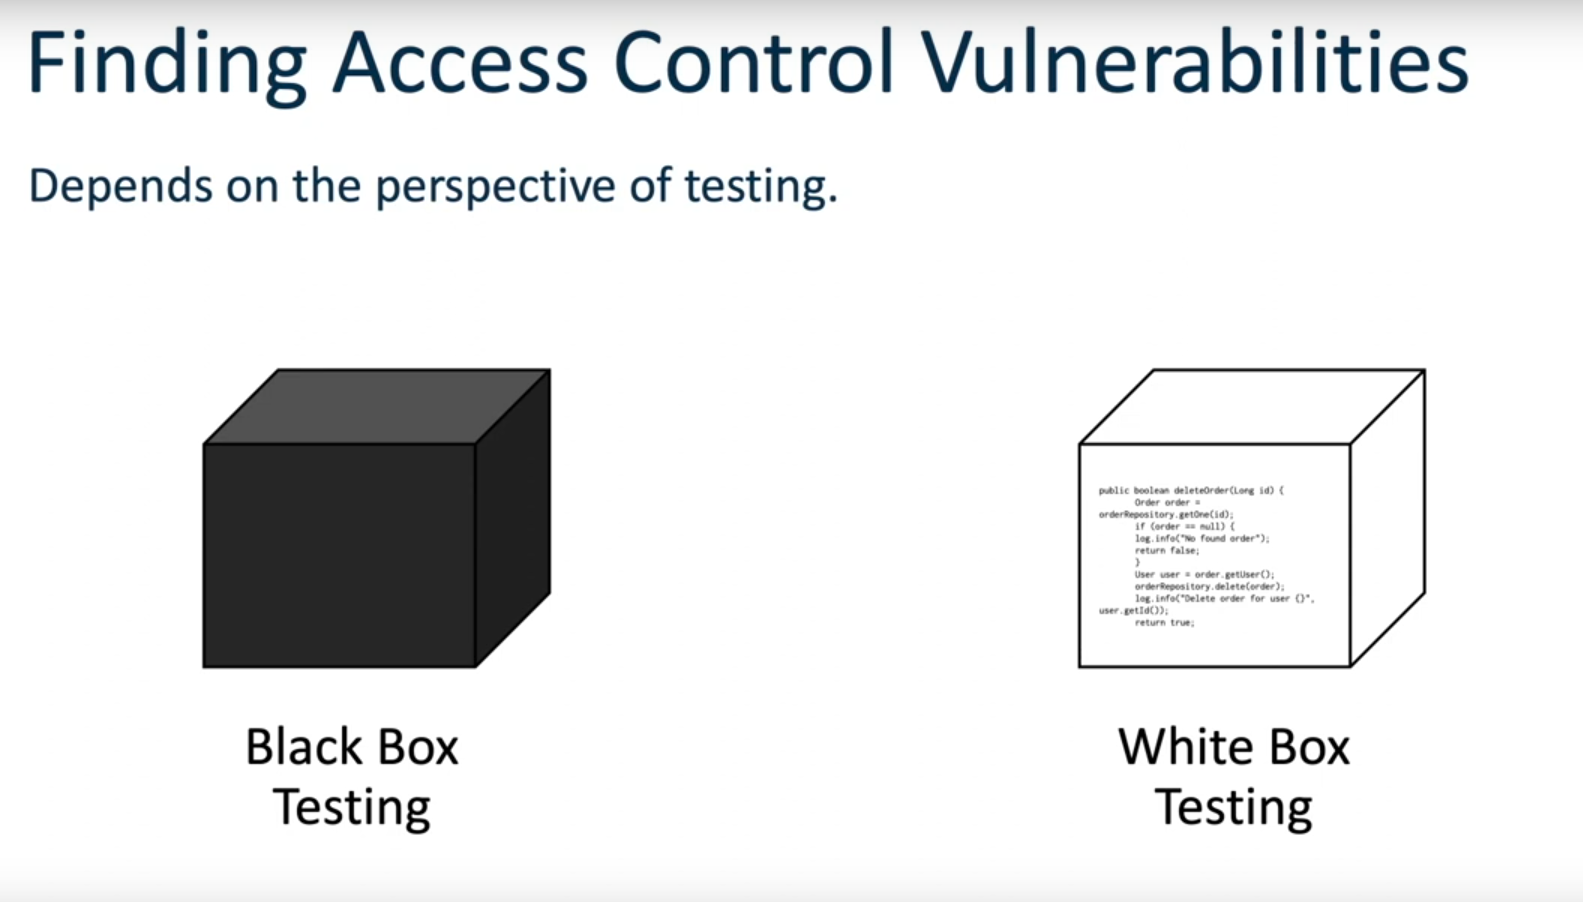 Finding Access Control Vulnerabilities
Depends on the perspective of testing.
public boolean deleteOrder(Long id) {
Order order =
orderRepository.getOne(id);
if (order == null) {
log.info("No found order");
return false;
}
User user = order.getUser();
orderRepository.delete(order);
log.info("Delete order for user {}",
user.getId());
return true;
Black Box
Testing
White Box
Testing